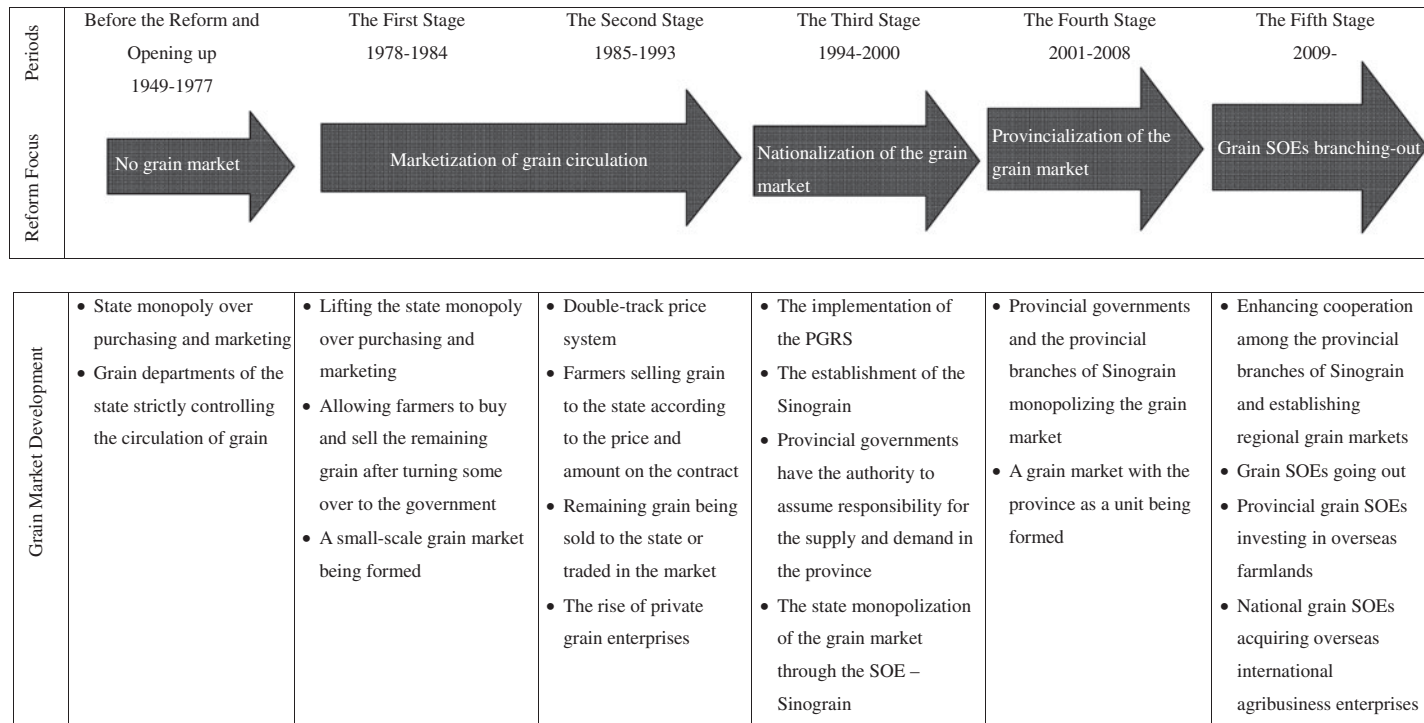 Periods
Before the Reform and
Opening up
1949-1977
The First Stage
1978-1984
The Second Stage
1985-1993
The Third Stage
1994-2000
The Fourth Stage
2001-2008
The Fifth Stage
2009-
Reform Focus
No grain market
Marketization of grain circulation
Nationalization of the grain
market
Provincialization of the
grain market
Grain SOEs branching-out
Grain Market Development
• State monopoly over
purchasing and marketing
• Grain departments of the
state strictly controlling
the circulation of grain
• Lifting the state monopoly
over purchasing and
marketing
• Allowing farmers to buy
and sell the remaining
grain after turning some
over to the government
• A small-scale grain market
being formed
• Double-track price
system
• Farmers selling grain
to the state according
to the price and
amount on the contract
• Remaining grain being
sold to the state or
traded in the market
• The rise of private
grain enterprises
• The implementation of
the PGRS
• The establishment of the
Sinograin
• Provincial governments
have the authority to
assume responsibility for
the supply and demand in
the province
• The state monopolization
of the grain market
through the SOE –
Sinograin
• Provincial governments
and the provincial
branches of Sinograin
monopolizing the grain
market
• A grain market with the
province as a unit being
formed
• Enhancing cooperation
among the provincial
branches of Sinograin
and establishing
regional grain markets
• Grain SOEs going out
• Provincial grain SOEs
investing in overseas
farmlands
• National grain SOEs
acquiring overseas
international
agribusiness enterprises